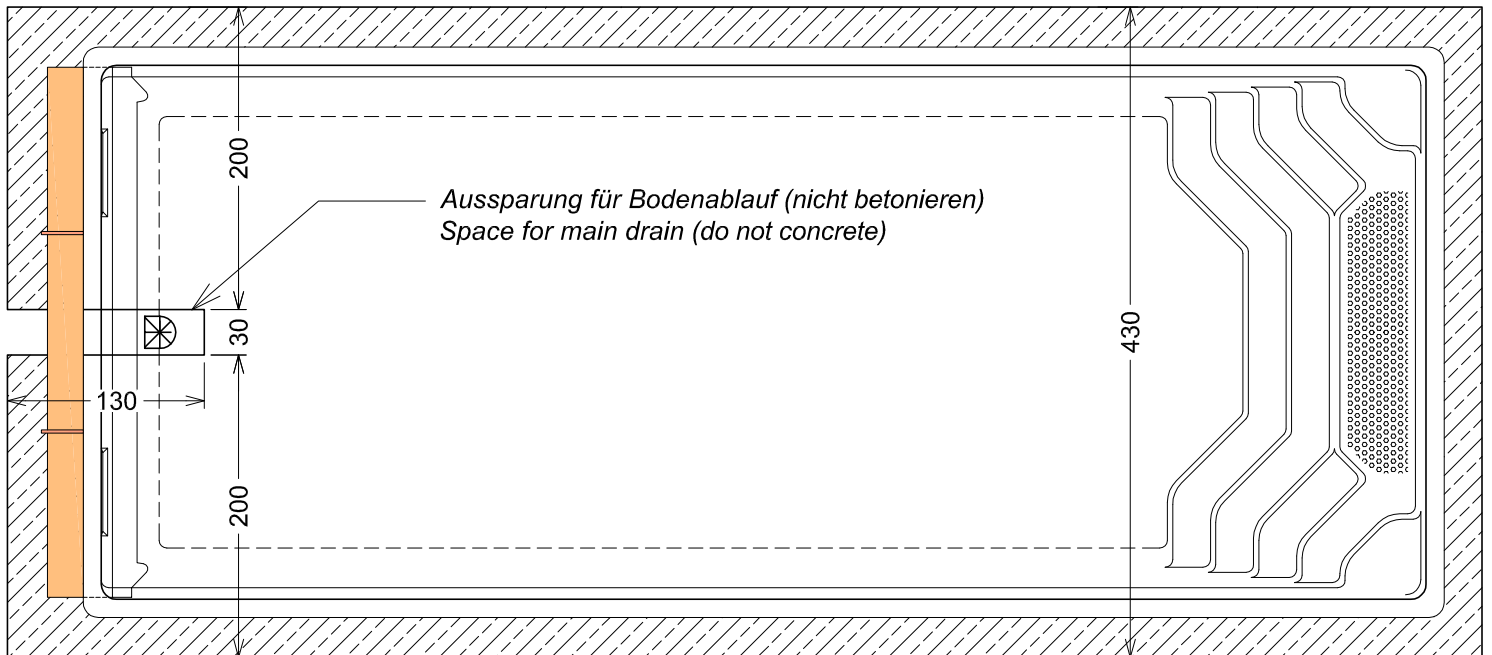 200
Aussparung für Bodenablauf (nicht betonieren)
Space for main drain (do not concrete)
30
430
130
200